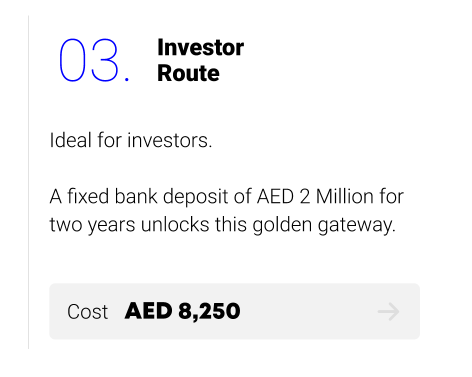 03.
Investor
Route
Ideal for investors.
A fixed bank deposit of AED 2 Million for
two years unlocks this golden gateway.
Cost AED 8,250